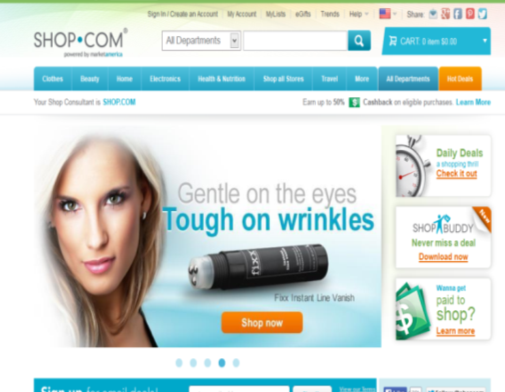 Sign In / Create an Account My Account MyLists eGifts Trends Help Share:
SHOP•COM®
powered by marketamerica
All Departments
CART: 0 item $0.00
Clothes Beauty Home Electronics Health & Nutrition Shop all Stores Travel More All Departments Hot Deals
Your Shop Consultant is SHOP.COM
Earn up to 50% Cashback on eligible purchases. Learn More
Gentle on the eyes
Tough on wrinkles
fixx
Fixx Instant Line Vanish
Shop now
Daily Deals
a shopping thrill
Check it out
New
SHOP BUDDY
Never miss a deal
Download now
Wanna get
paid to
shop?
Learn more
Sign up for email deals!